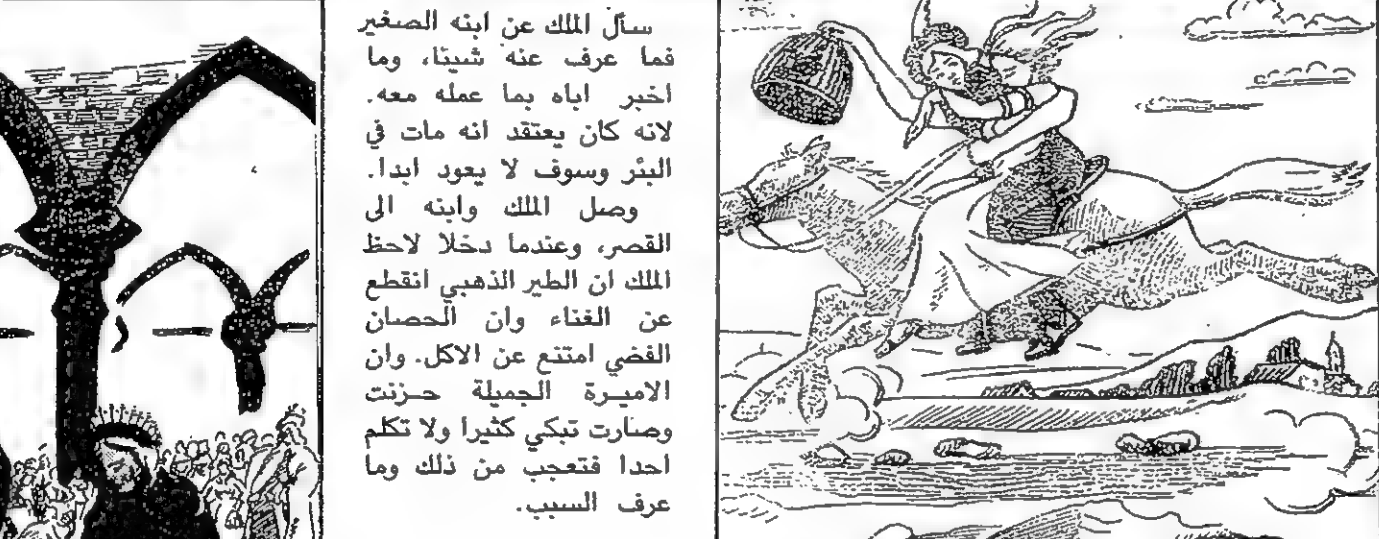 سأل الملك عن ابنه الصغير
فما عرف عنه شيئا، وما
اخبر اباه بما عمله معه.
لانه كان يعتقد انه مات في
البئر وسوف لا يعود ابدا.
وصل الملك وابنه الى
القصر، وعندما دخلا لاحظ
الملك ان الطير الذهبي انقطع
عن الغناء وان الحصان
الفضي امتنع عن الاكل. وان
الاميرة الجميلة حزنت
وصارت تبكي كثيرا ولا تكلم
احدا فتعجب من ذلك وما
عرف السبب.